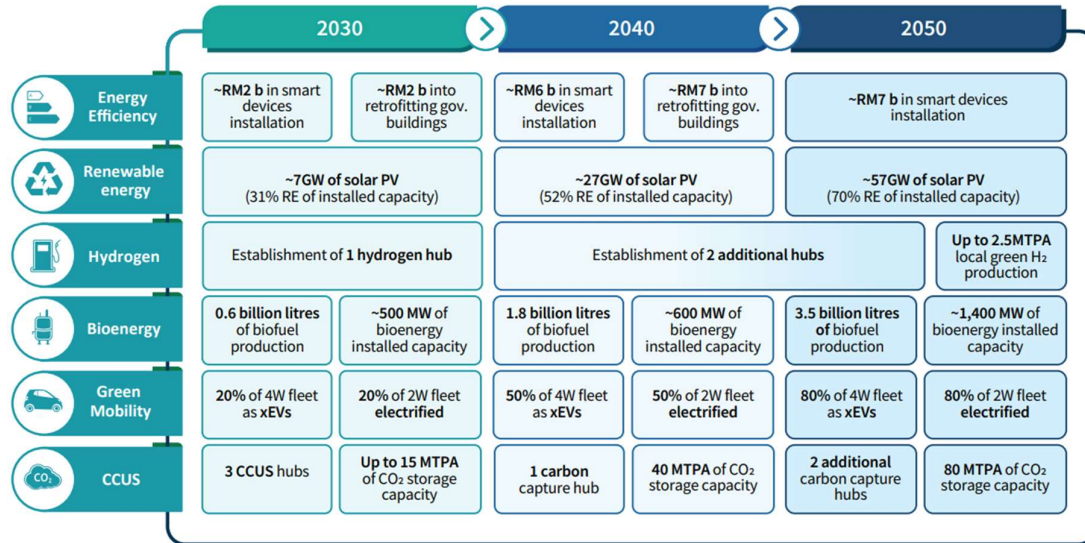 2030
2040
2050
Energy
Efficiency
~RM2 b in smart
devices
installation
~RM2 b into
retrofitting gov.
buildings
~RM6 b in smart
devices
installation
~RM7 b into
retrofitting gov.
buildings
~RM7 b in smart devices
installation
Renewable
energy
~7GW of solar PV
(31% RE of installed capacity)
~27GW of solar PV
(52% RE of installed capacity)
~57GW of solar PV
(70% RE of installed capacity)
Hydrogen
Establishment of 1 hydrogen hub
Establishment of 2 additional hubs
Up to 2.5MTPA
local green H₂
production
Bioenergy
0.6 billion litres
of biofuel
production
~500 MW of
bioenergy
installed capacity
1.8 billion litres
of biofuel
production
~600 MW of
bioenergy
installed capacity
3.5 billion litres
of biofuel
production
~1,400 MW of
bioenergy installed
capacity
Green
Mobility
20% of 4W fleet
as xEVs
20% of 2W fleet
electrified
50% of 4W fleet
as xEVs
50% of 2W fleet
electrified
80% of 4W fleet
as xEVs
80% of 2W fleet
electrified
CO₂
CCUS
3 CCUS hubs
Up to 15 MTPA
of CO₂ storage
capacity
1 carbon
capture hub
40 MTPA of CO₂
storage capacity
2 additional
carbon capture
hubs
80 MTPA of CO₂
storage capacity